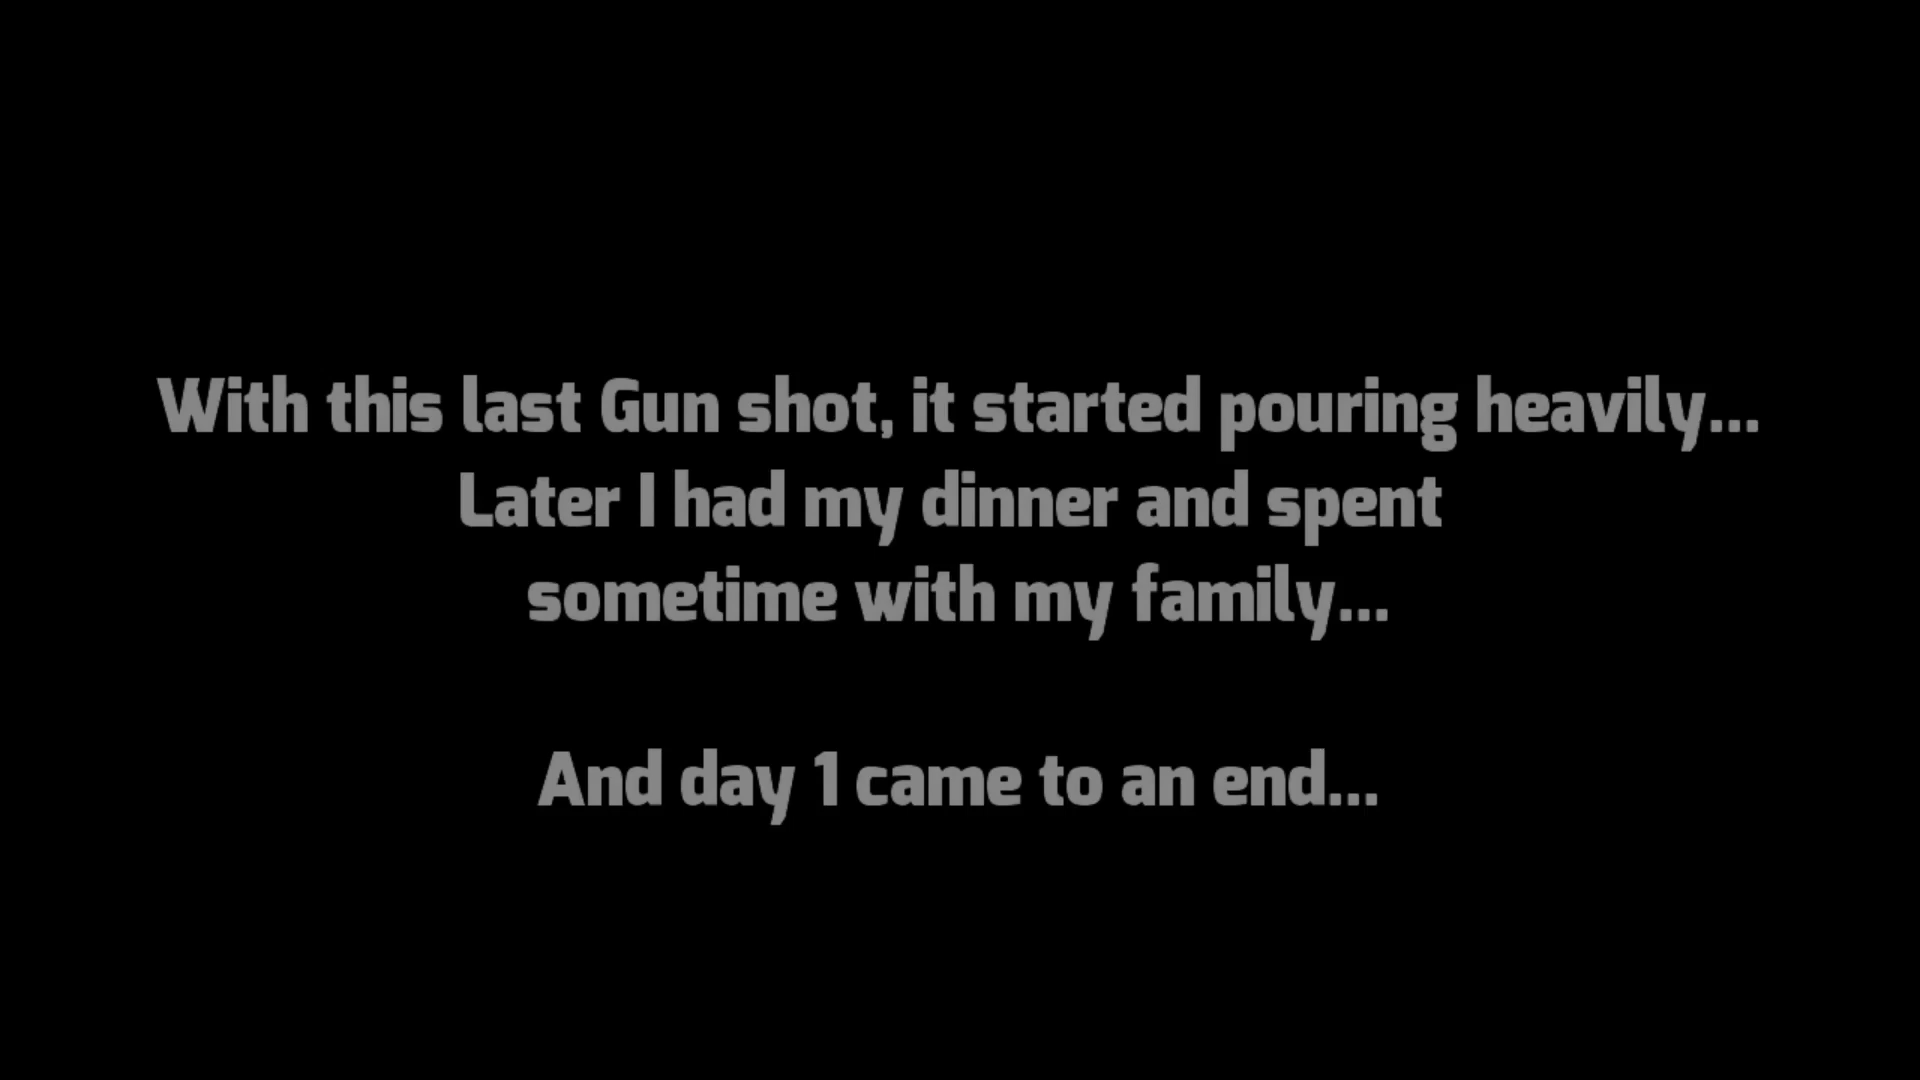 With this last Gun shot, it started pouring heavily...
Later I had my dinner and spent
sometime with my family...
And day 1 came to an end...